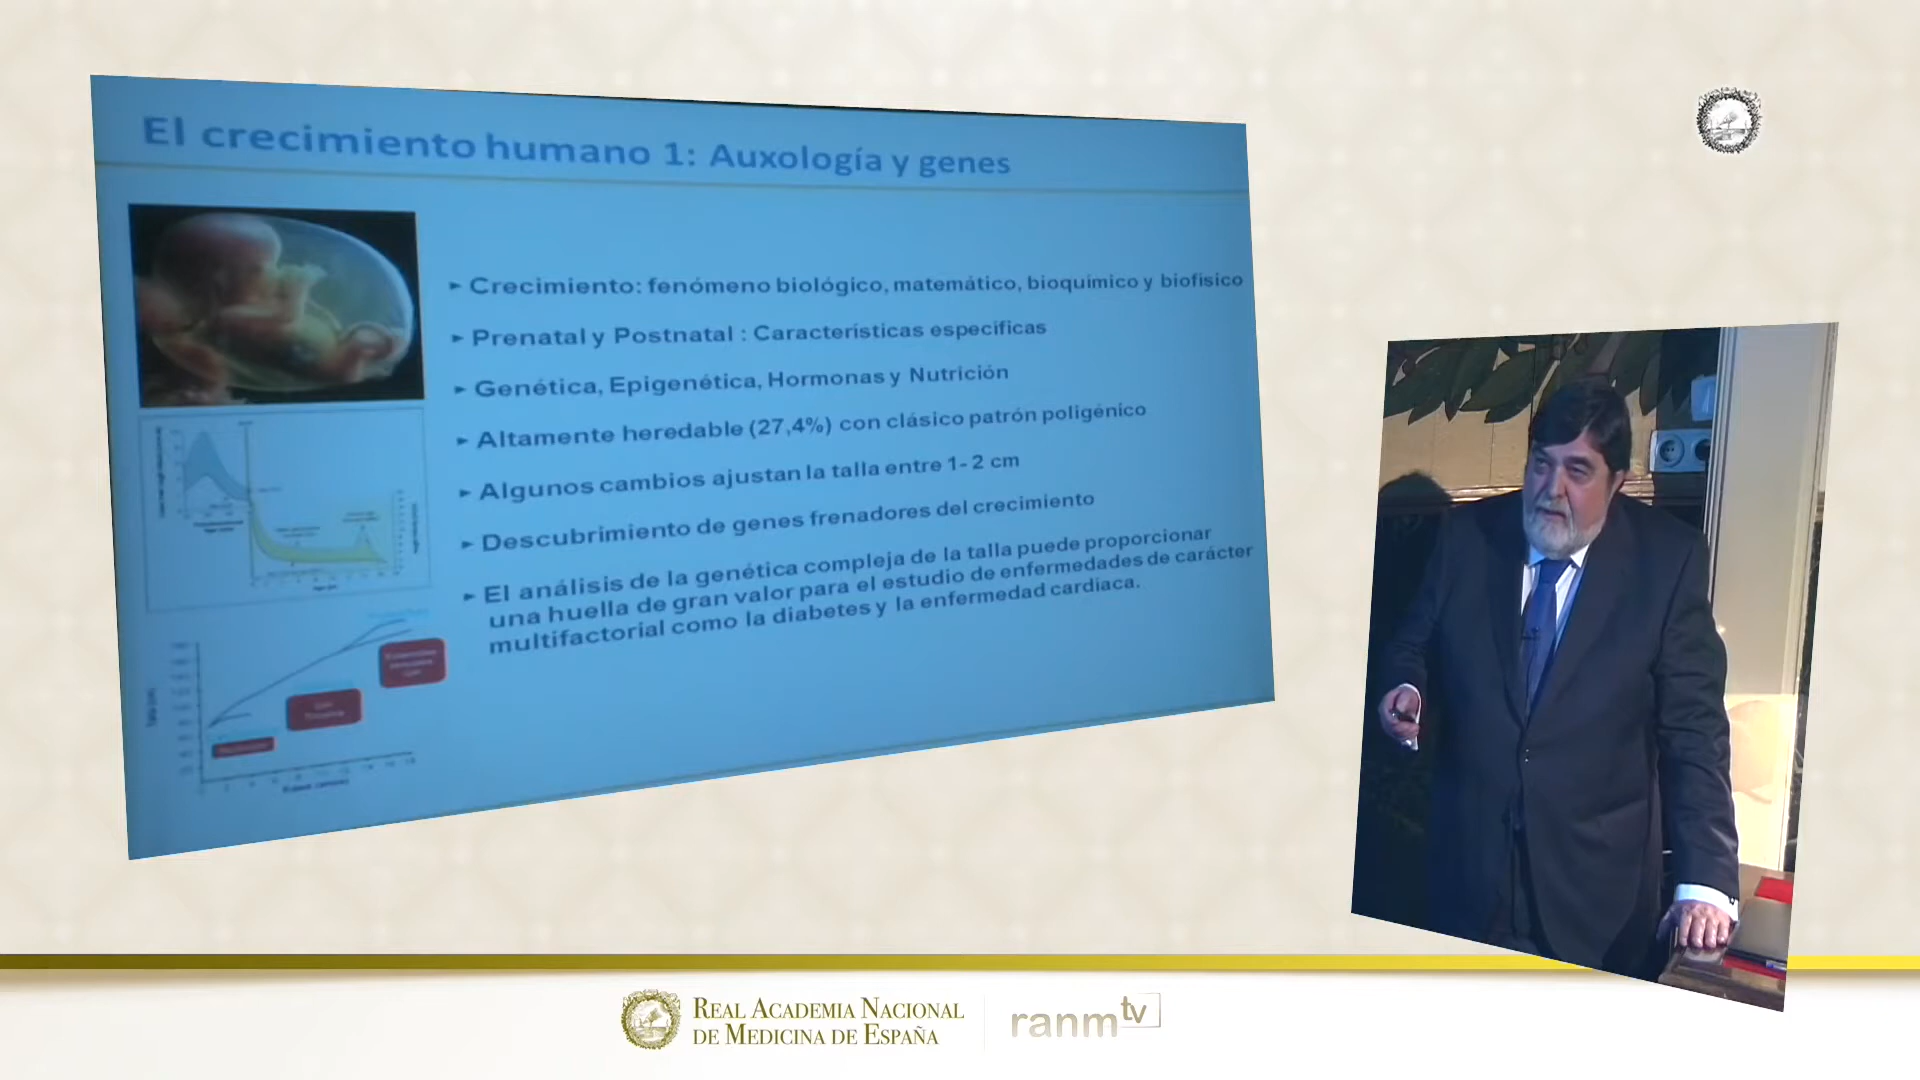 El crecimiento humano 1: Auxología y genes
► Crecimiento: fenómeno biológico, matemático, bioquímico y biofísico
► Prenatal y Postnatal : Características específicas
► Genética, Epigenética, Hormonas y Nutrición
► Altamente heredable (27,4%) con clásico patrón poligénico
► Algunos cambios ajustan la talla entre 1- 2 cm
► Descubrimiento de genes frenadores del crecimiento
► El análisis de la genética compleja de la talla puede proporcionar
una huella de gran valor para el estudio de enfermedades de carácter
multifactorial como la diabetes y la enfermedad cardíaca.
REAL ACADEMIA NACIONAL
DE MEDICINA DE ESPAÑA
ranm tv